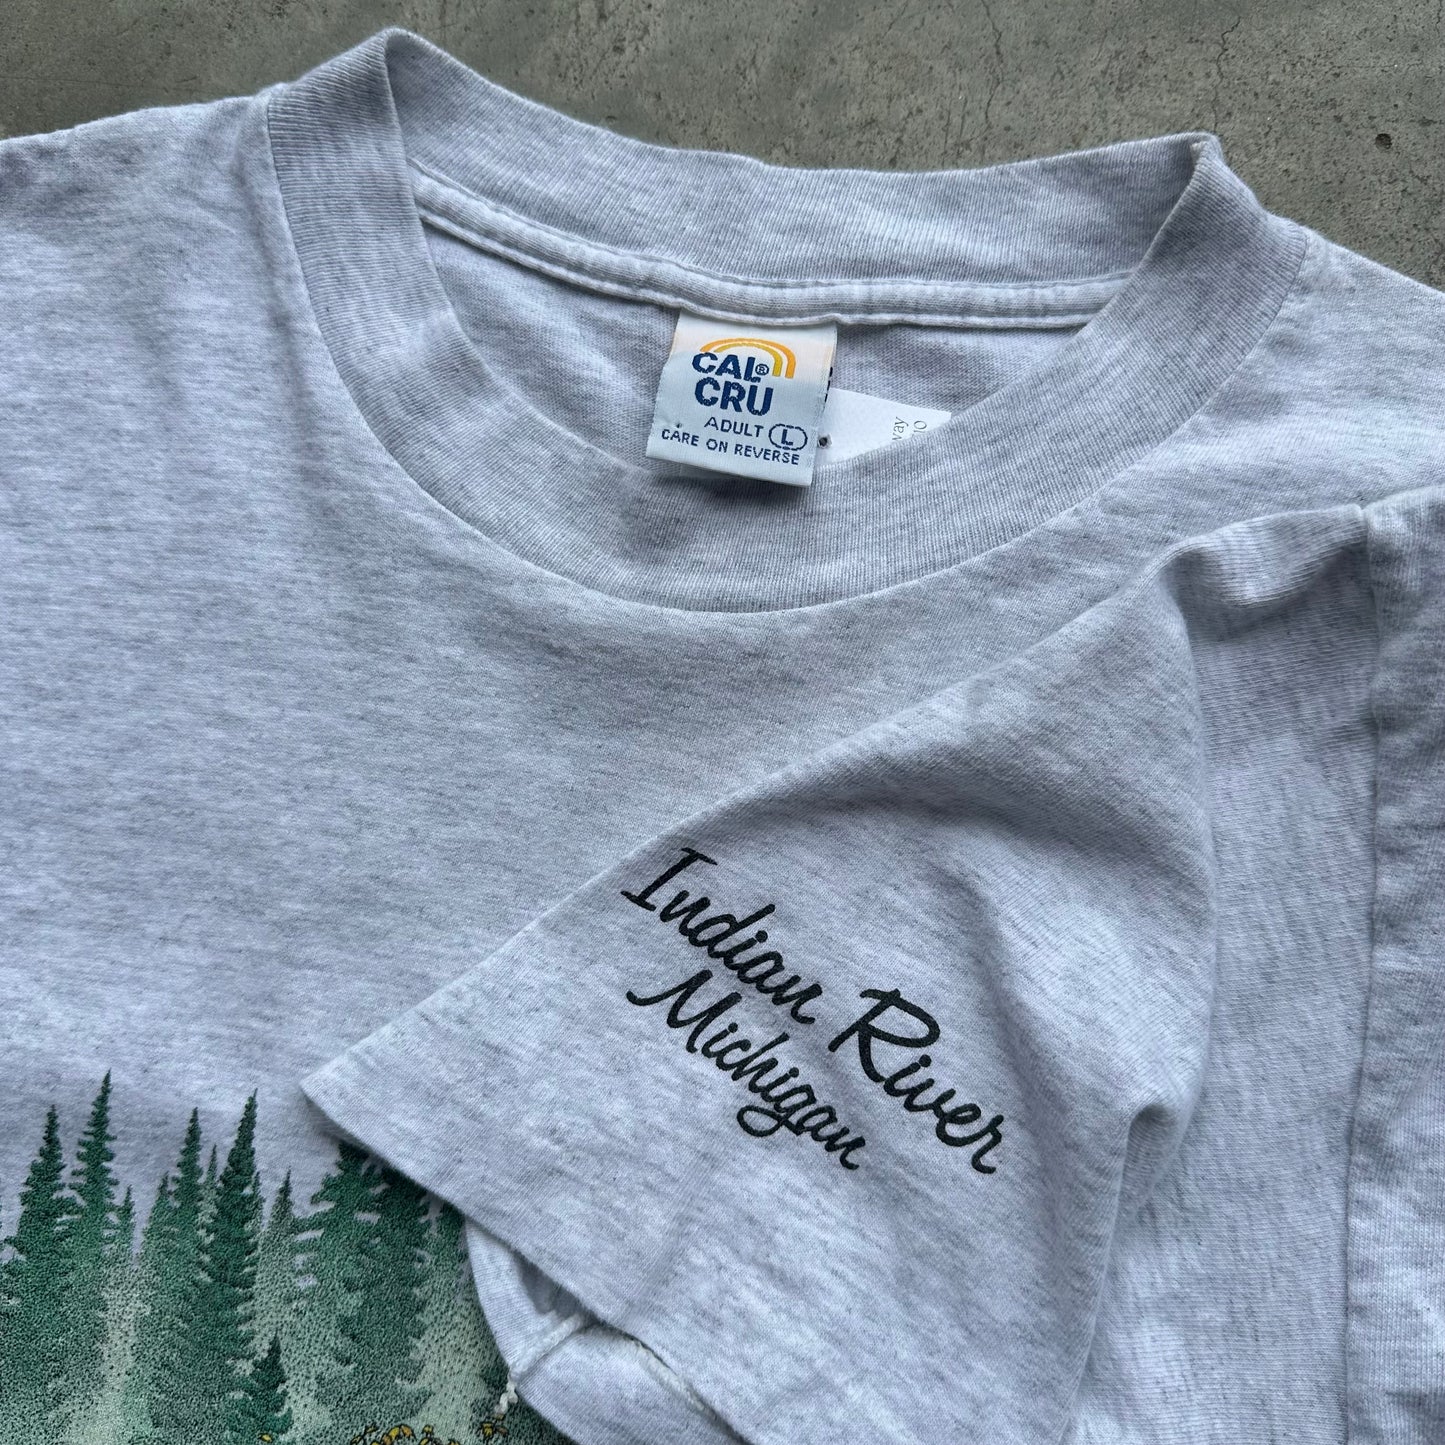 CAL®
CRU
ADULT L
CARE ON REVERSE
Indian River
Michigan